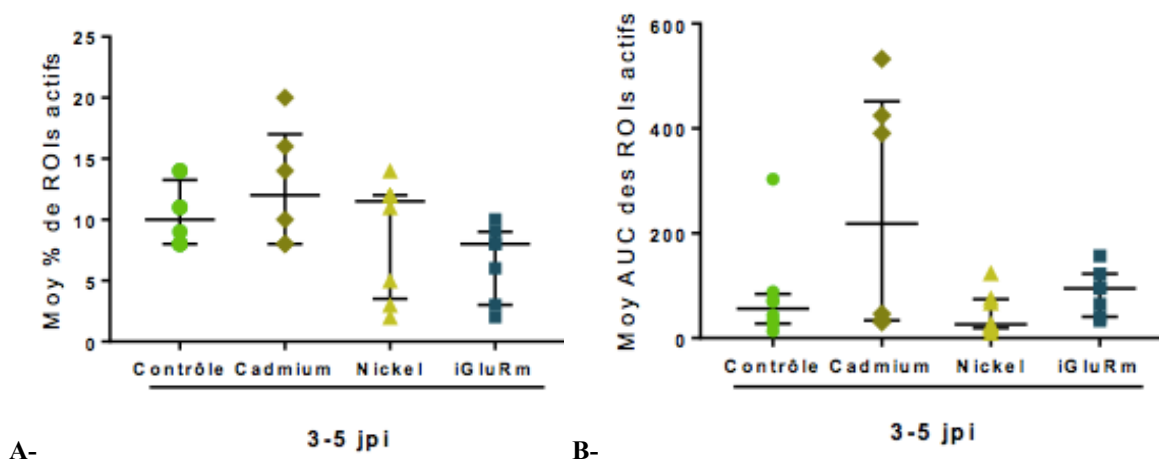 Moy % de ROIs actifs
25
20
15
10
5
0
Contrôle Cadmium Nickel iGluRm
3-5 jpi
A-
Moy AUC des ROIs actifs
600
400
200
0
Contrôle Cadmium Nickel iGluRm
3-5 jpi
B-